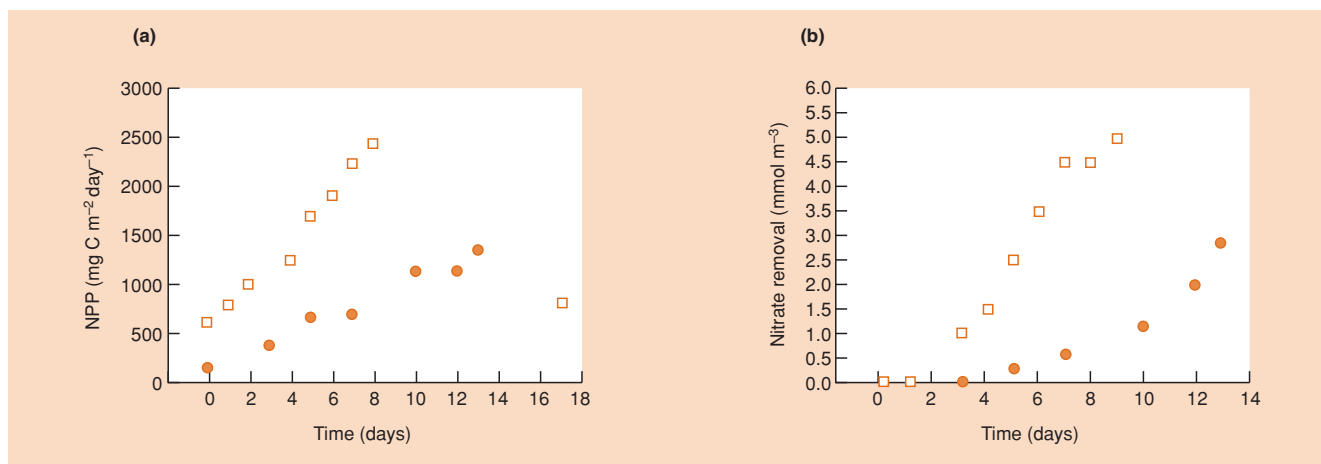 (a)
3000
2500
2000
1500
1000
500
0
NPP (mg C m⁻² day⁻¹)
0 2 4 6 8 10 12 14 16 18
Time (days)
(b)
6.0
5.5
5.0
4.5
4.0
3.5
3.0
2.5
2.0
1.5
1.0
0.5
0.0
Nitrate removal (mmol m⁻³)
0 2 4 6 8 10 12 14
Time (days)